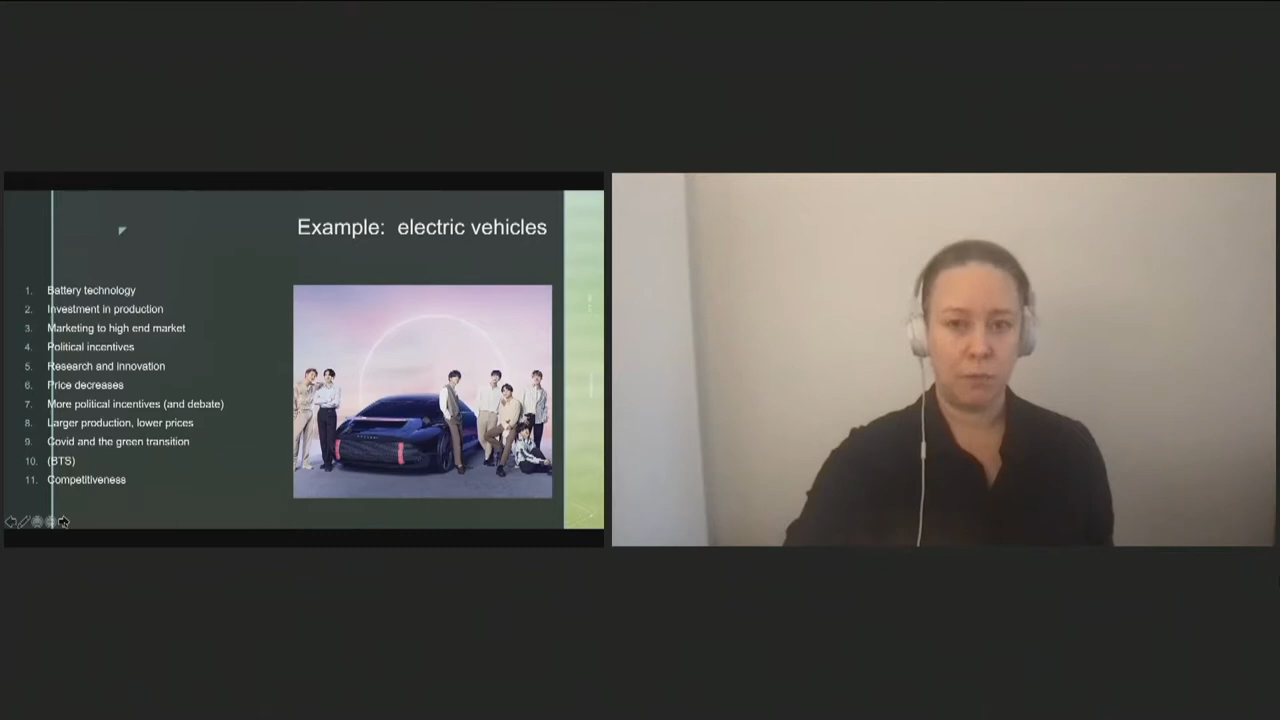 Example:  electric vehicles
1. Battery technology
2. Investment in production
3. Marketing to high end market
4. Political incentives
5. Research and innovation
6. Price decreases
7. More political incentives (and debate)
8. Larger production, lower prices
9. Covid and the green transition
10. (BTS)
11. Competitiveness